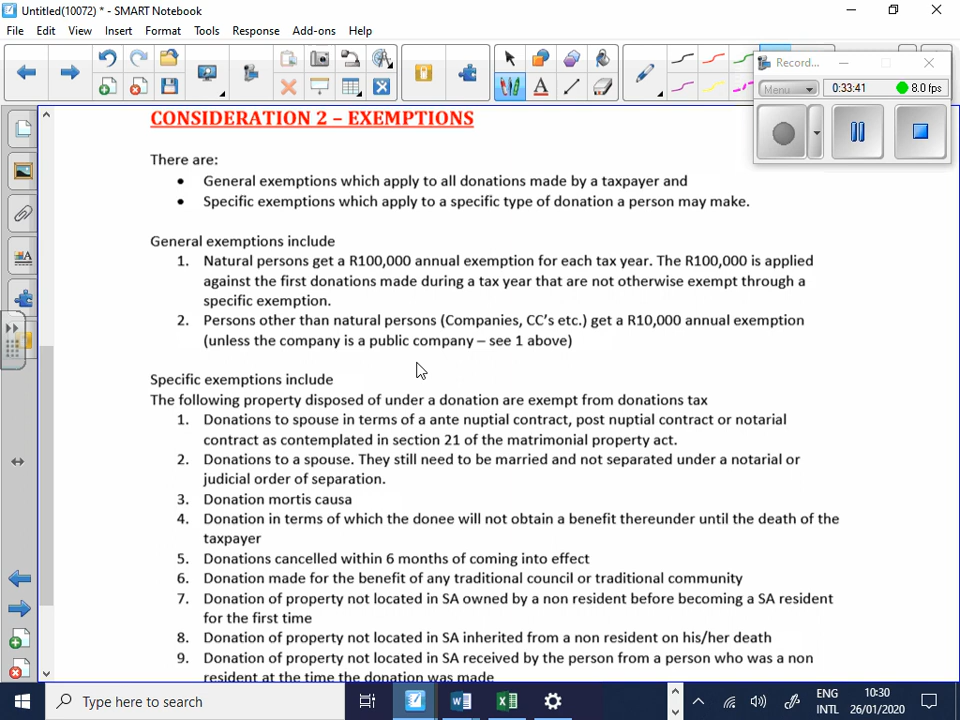 Untitled(10072) * - SMART Notebook
File Edit View Insert Format Tools Response Add-ons Help
Record...
Menu
0:33:41
8.0 fps
CONSIDERATION 2 – EXEMPTIONS
There are:
• General exemptions which apply to all donations made by a taxpayer and
• Specific exemptions which apply to a specific type of donation a person may make.
General exemptions include
1. Natural persons get a R100,000 annual exemption for each tax year. The R100,000 is applied
against the first donations made during a tax year that are not otherwise exempt through a
specific exemption.
2. Persons other than natural persons (Companies, CC's etc.) get a R10,000 annual exemption
(unless the company is a public company – see 1 above)
Specific exemptions include
The following property disposed of under a donation are exempt from donations tax
1. Donations to spouse in terms of a ante nuptial contract, post nuptial contract or notarial
contract as contemplated in section 21 of the matrimonial property act.
2. Donations to a spouse. They still need to be married and not separated under a notarial or
judicial order of separation.
3. Donation mortis causa
4. Donation in terms of which the donee will not obtain a benefit thereunder until the death of the
taxpayer
5. Donations cancelled within 6 months of coming into effect
6. Donation made for the benefit of any traditional council or traditional community
7. Donation of property not located in SA owned by a non resident before becoming a SA resident
for the first time
8. Donation of property not located in SA inherited from a non resident on his/her death
9. Donation of property not located in SA received by the person from a person who was a non
resident at the time the donation was made
Type here to search
ENG
INTL
10:30
26/01/2020